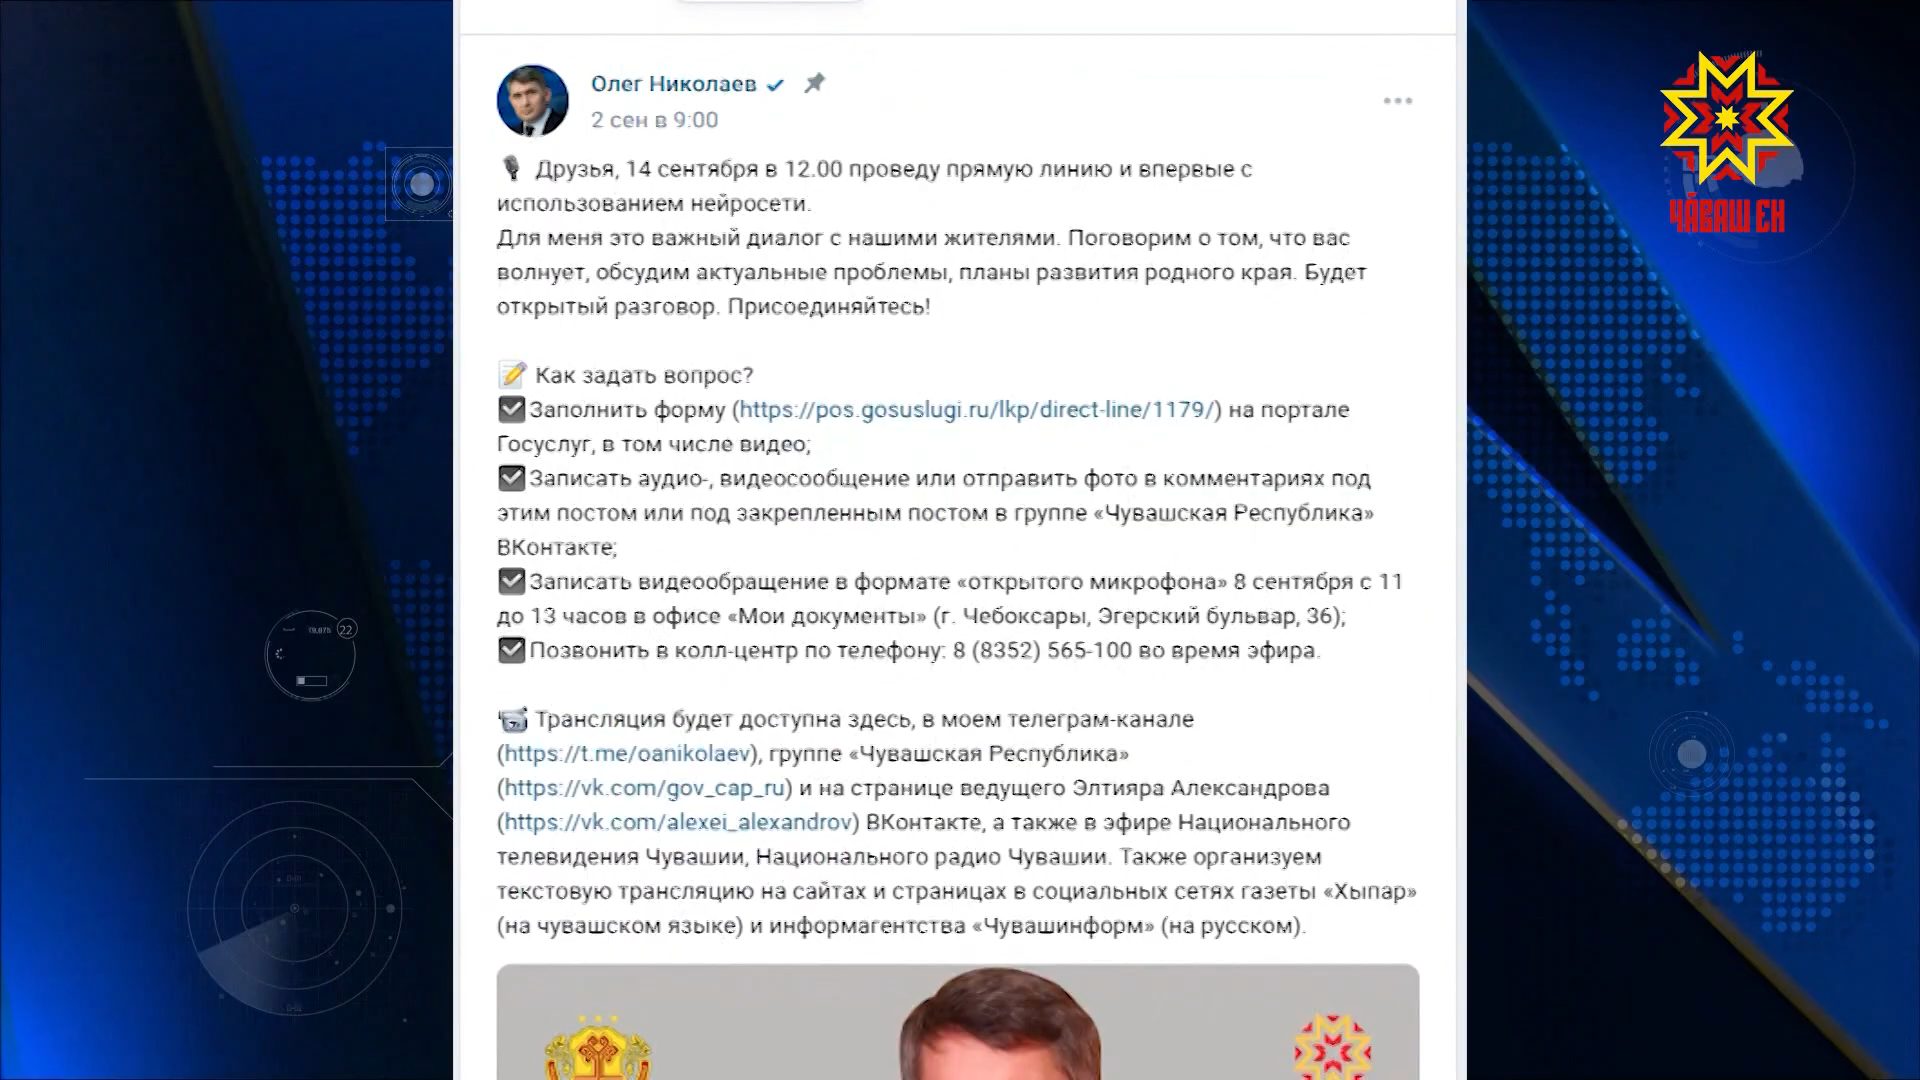 Олег Николаев
2 сен в 9:00
Друзья, 14 сентября в 12.00 проведу прямую линию и впервые с
использованием нейросети.
Для меня это важный диалог с нашими жителями. Поговорим о том, что вас
волнует, обсудим актуальные проблемы, планы развития родного края. Будет
открытый разговор. Присоединяйтесь!
Как задать вопрос?
Заполнить форму (https://pos.gosuslugi.ru/lkp/direct-line/1179/) на портале
Госуслуг, в том числе видео;
Записать аудио-, видеосообщение или отправить фото в комментариях под
этим постом или под закрепленным постом в группе «Чувашская Республика»
ВКонтакте;
Записать видеообращение в формате «открытого микрофона» 8 сентября с 11
до 13 часов в офисе «Мои документы» (г. Чебоксары, Эгерский бульвар, 36);
Позвонить в колл-центр по телефону: 8 (8352) 565-100 во время эфира.
Трансляция будет доступна здесь, в моем телеграм-канале
(https://t.me/oanikolaev), группе «Чувашская Республика»
(https://vk.com/gov_cap_ru) и на странице ведущего Элтияра Александрова
(https://vk.com/alexei_alexandrov) ВКонтакте, а также в эфире Национального
телевидения Чувашии, Национального радио Чувашии. Также организуем
текстовую трансляцию на сайтах и страницах в социальных сетях газеты «Хыпар»
(на чувашском языке) и информагентства «Чувашинформ» (на русском).
ЧӐВАШ ЕН
22